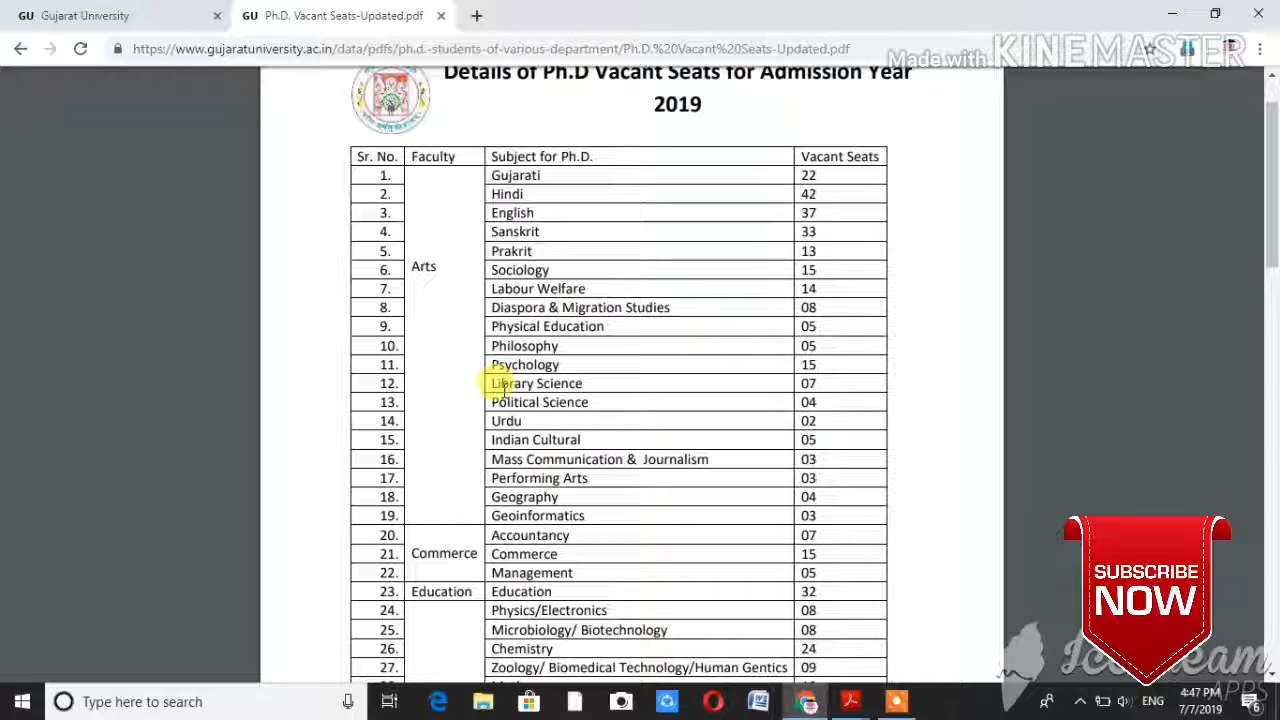 GU Gujarat University
GU Ph.D. Vacant Seats-Updated.pdf
https://www.gujaratuniversity.ac.in/data/pdfs/ph.d.-students-of-various-department/Ph.D.%20Vacant%20Seats-Updated.pdf
Made with KINEMASTER
Details of Ph.D Vacant Seats for Admission Year
2019
Sr. No. Faculty Subject for Ph.D. Vacant Seats
1. Gujarati 22
2. Hindi 42
3. English 37
4. Sanskrit 33
5. Prakrit 13
Arts
6. Sociology 15
7. Labour Welfare 14
8. Diaspora & Migration Studies 08
9. Physical Education 05
10. Philosophy 05
11. Psychology 15
12. Library Science 07
13. Political Science 04
14. Urdu 02
15. Indian Cultural 05
16. Mass Communication & Journalism 03
17. Performing Arts 03
18. Geography 04
19. Geoinformatics 03
20. Accountancy 07
21. Commerce Commerce 15
22. Management 05
23. Education Education 32
24. Physics/Electronics 08
25. Microbiology/ Biotechnology 08
26. Chemistry 24
27. Zoology/ Biomedical Technology/Human Gentics 09
SUBSCRIBE
NOW
APPS
Type here to search
ENG
4:47 PM
7/7/2019
6